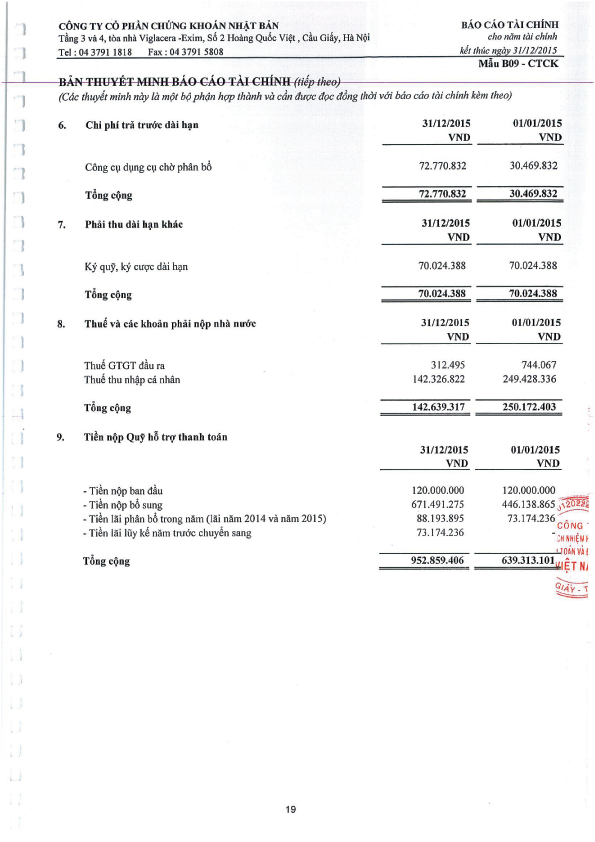 CÔNG TY CỔ PHẦN CHỨNG KHOÁN NHẬT BẢN BÁO CÁO TÀI CHÍNH
Tầng 3 và 4, tòa nhà Viglacera -Exim, Số 2 Hoàng Quốc Việt , Cầu Giấy, Hà Nội cho năm tài chính
Tel : 04 3791 1818 Fax : 04 3791 5808 kết thúc ngày 31/12/2015
Mẫu B09 - CTCK
BẢN THUYẾT MINH BÁO CÁO TÀI CHÍNH (tiếp theo)
(Các thuyết minh này là một bộ phận hợp thành và cần được đọc đồng thời với báo cáo tài chính kèm theo)
6. Chi phí trả trước dài hạn 31/12/2015 01/01/2015
VND VND
Công cụ dụng cụ chờ phân bổ 72.770.832 30.469.832
Tổng cộng 72.770.832 30.469.832
7. Phải thu dài hạn khác 31/12/2015 01/01/2015
VND VND
Ký quỹ, ký cược dài hạn 70.024.388 70.024.388
Tổng cộng 70.024.388 70.024.388
8. Thuế và các khoản phải nộp nhà nước 31/12/2015 01/01/2015
VND VND
Thuế GTGT đầu ra 312.495 744.067
Thuế thu nhập cá nhân 142.326.822 249.428.336
Tổng cộng 142.639.317 250.172.403
9. Tiền nộp Quỹ hỗ trợ thanh toán
31/12/2015 01/01/2015
VND VND
- Tiền nộp ban đầu 120.000.000 120.000.000
- Tiền nộp bổ sung 671.491.275 446.138.865
- Tiền lãi phân bổ trong năm (lãi năm 2014 và năm 2015) 88.193.895 73.174.236
- Tiền lãi lũy kế năm trước chuyển sang 73.174.236 -
Tổng cộng 952.859.406 639.313.101
CÔNG T
CH NHIỆM H
TOÁN VÀ
VIỆT NA
GIẤY - T
19